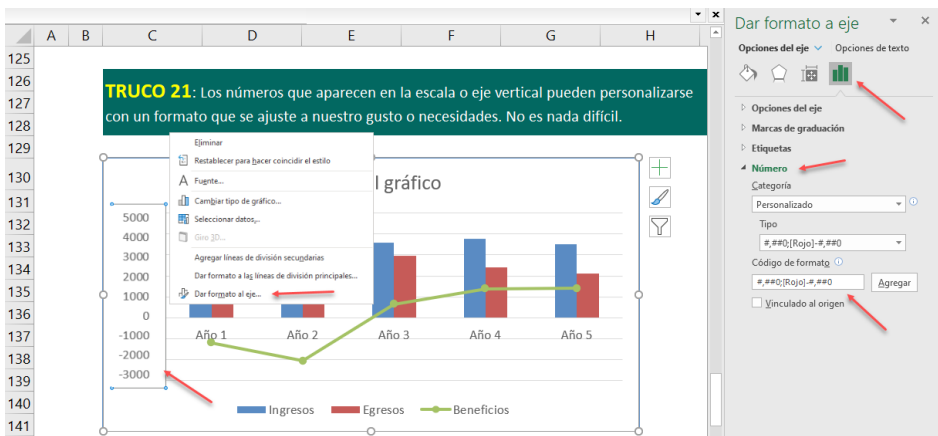 Dar formato a eje
Opciones del eje Opciones de texto
A B C D E F G H
125
126
127
128
129
130
131
132
133
134
135
136
137
138
139
140
141
TRUCO 21: Los números que aparecen en la escala o eje vertical pueden personalizarse
con un formato que se ajuste a nuestro gusto o necesidades. No es nada difícil.
Eliminar
Restablecer para hacer coincidir el estilo
Fuente...
Cambiar tipo de gráfico...
Seleccionar datos...
Giro 3D...
Agregar líneas de división secundarias
Dar formato a las líneas de división principales...
Dar formato al eje...
l gráfico
5000
4000
3000
2000
1000
0
-1000
-2000
-3000
Año 1 Año 2 Año 3 Año 4 Año 5
Ingresos Egresos Beneficios
Opciones del eje
Marcas de graduación
Etiquetas
Número
Categoría
Personalizado
Tipo
#,##0;[Rojo]-#,##0
Código de formato
#,##0;[Rojo]-#,##0 Agregar
Vinculado al origen